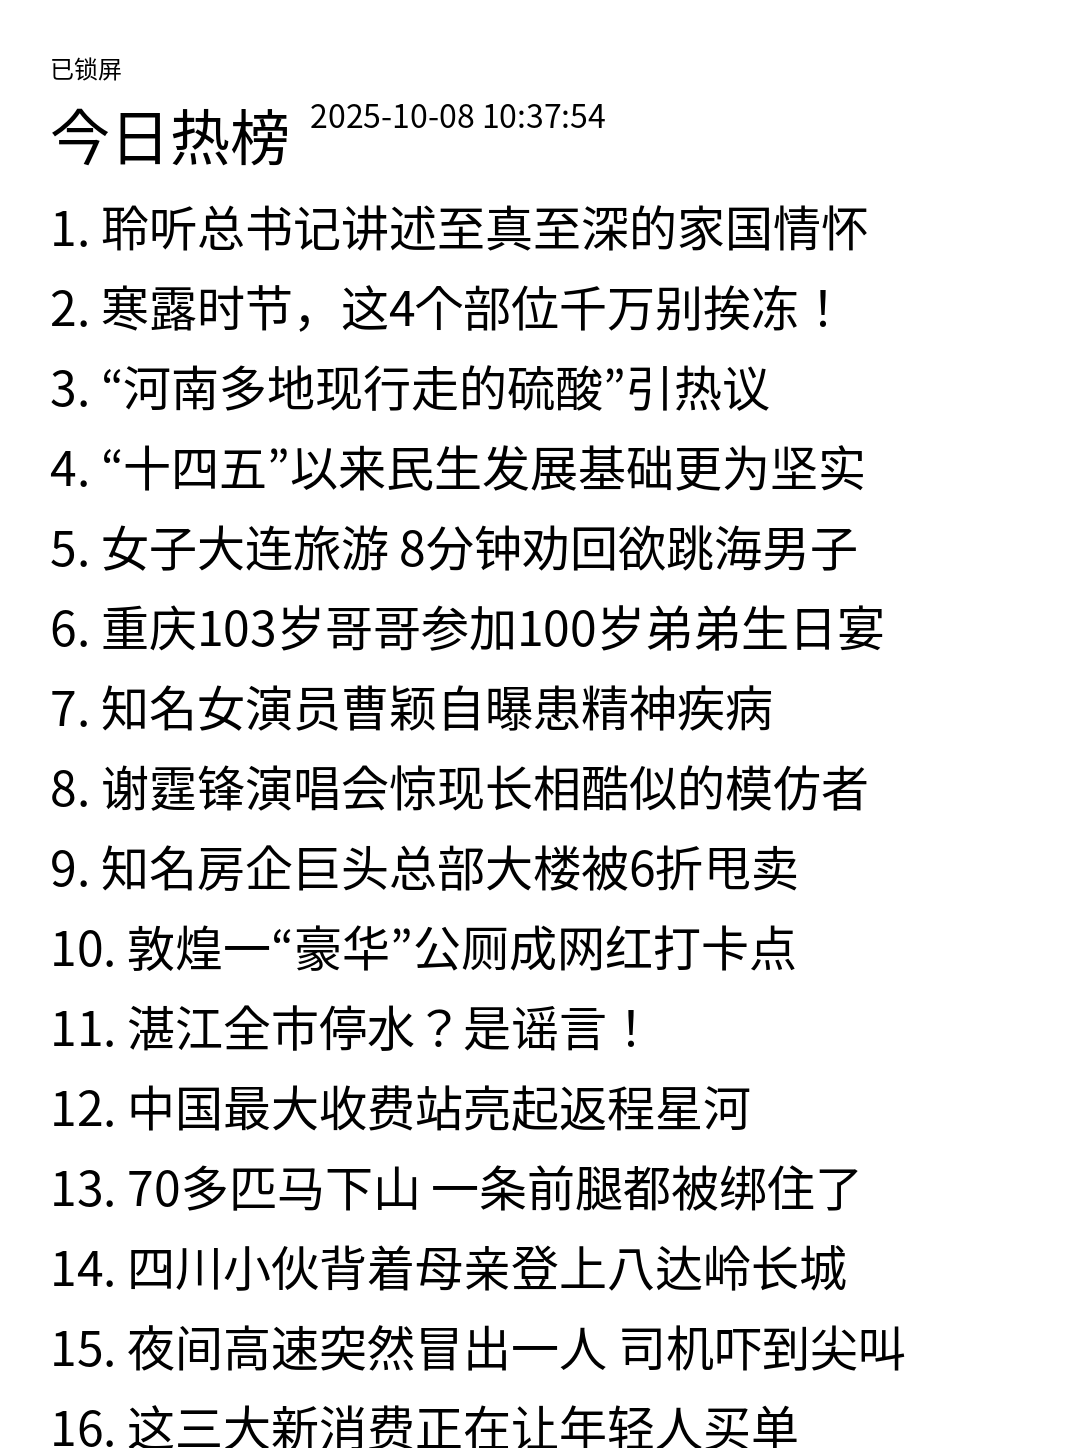 已锁屏
今日热榜 2025-10-08 10:37:54
1. 聆听总书记讲述至真至深的家国情怀
2. 寒露时节，这4个部位千万别挨冻！
3. “河南多地现行走的硫酸”引热议
4. “十四五”以来民生发展基础更为坚实
5. 女子大连旅游 8分钟劝回欲跳海男子
6. 重庆103岁哥哥参加100岁弟弟生日宴
7. 知名女演员曹颖自曝患精神疾病
8. 谢霆锋演唱会惊现长相酷似的模仿者
9. 知名房企巨头总部大楼被6折甩卖
10. 敦煌一“豪华”公厕成网红打卡点
11. 湛江全市停水？是谣言！
12. 中国最大收费站亮起返程星河
13. 70多匹马下山 一条前腿都被绑住了
14. 四川小伙背着母亲登上八达岭长城
15. 夜间高速突然冒出一人 司机吓到尖叫
16. 这三大新消费正在让年轻人买单